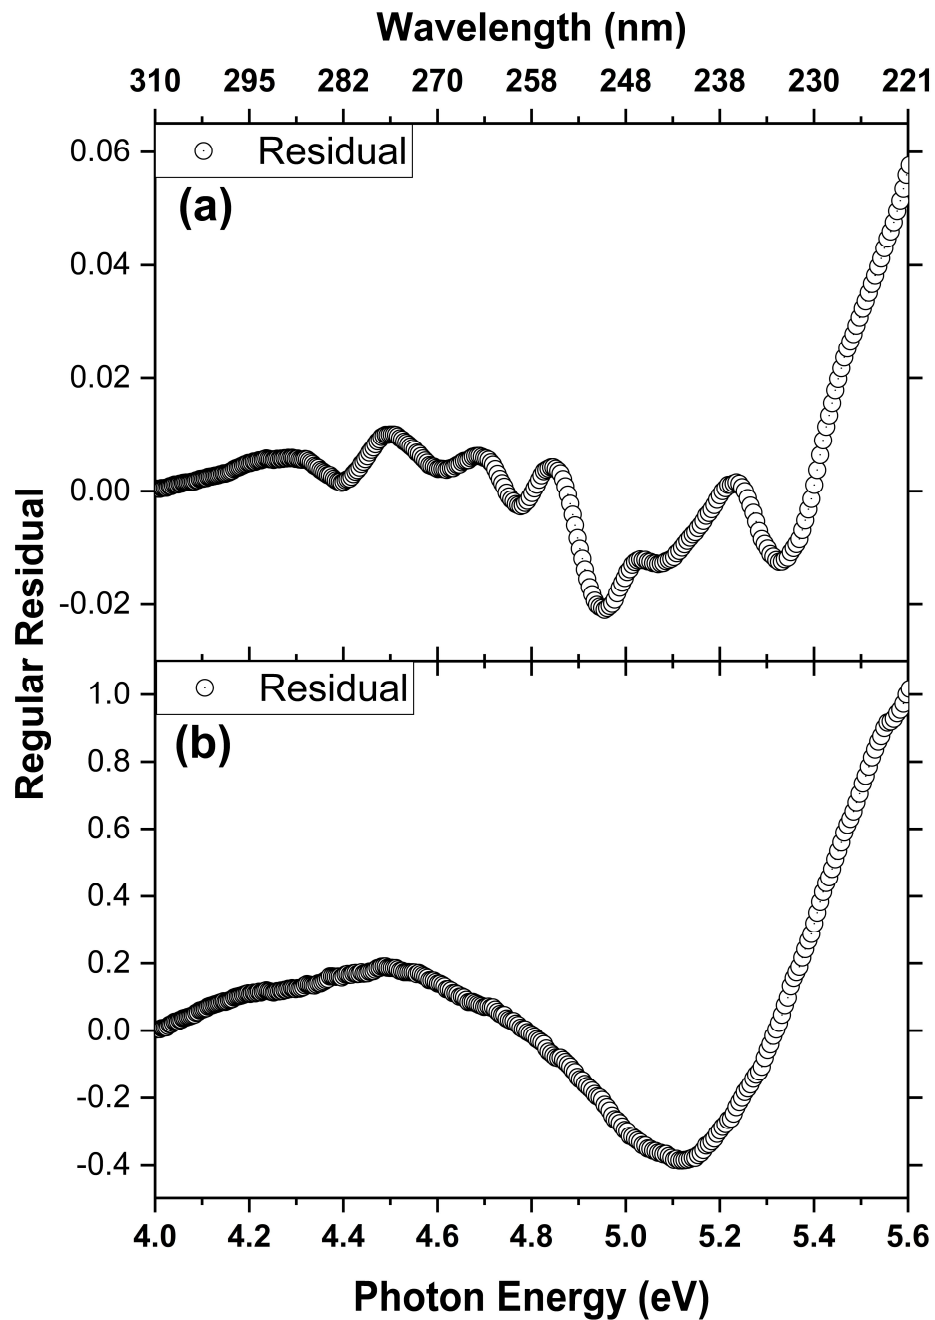 Wavelength (nm)
310 295 282 270 258 248 238 230 221
Residual
(a)
0.06
0.04
0.02
0.00
-0.02
Regular Residual
Residual
(b)
1.0
0.8
0.6
0.4
0.2
0.0
-0.2
-0.4
4.0 4.2 4.4 4.6 4.8 5.0 5.2 5.4 5.6
Photon Energy (eV)